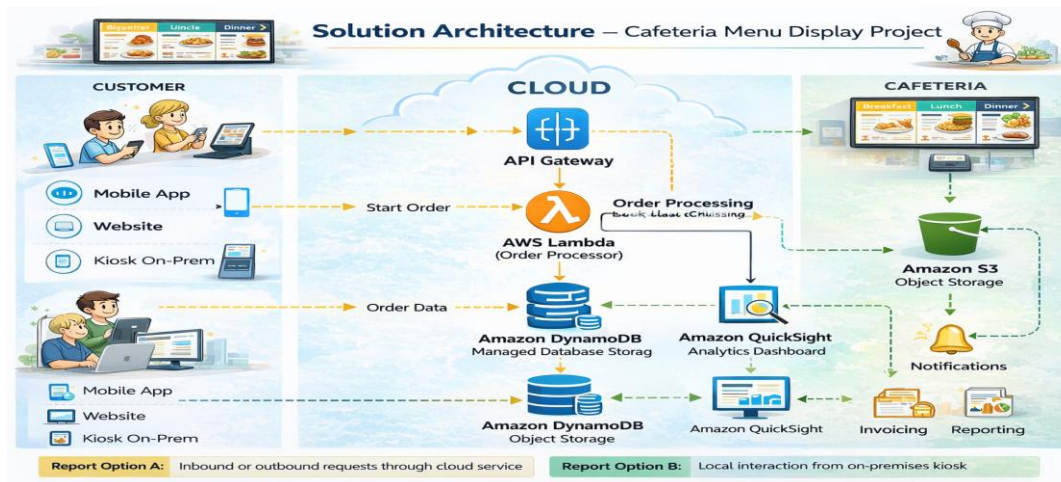 Uincle
Dinner >
Solution Architecture – Cafeteria Menu Display Project
CUSTOMER
Mobile App
Website
Kiosk On-Prem
Mobile App
Website
Kiosk On-Prem
CLOUD
API Gateway
Start Order
AWS Lambda
(Order Processor)
Order Processing
Order Data
Amazon DynamoDB
Managed Database Storag
Amazon QuickSight
Analytics Dashboard
Amazon DynamoDB
Object Storage
Amazon QuickSight
CAFETERIA
Breakfast
Lunch
Dinner >
Amazon S3
Object Storage
Notifications
Invoicing
Reporting
Report Option A: Inbound or outbound requests through cloud service
Report Option B: Local interaction from on-premises kiosk